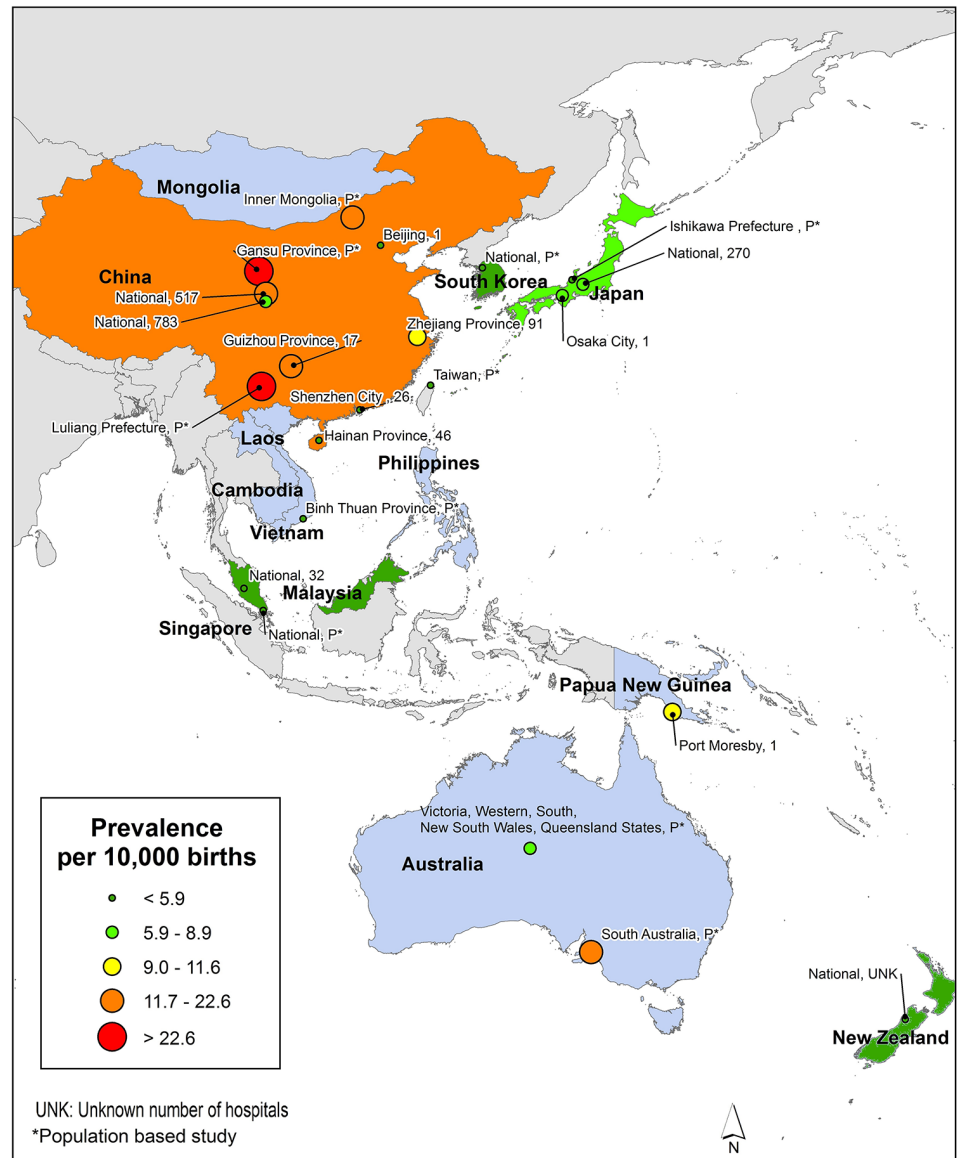 Mongolia
Inner Mongolia, P*
Beijing, 1
Gansu Province, P*
China
National, 517
National, 783
Guizhou Province, 17
Zhejiang Province, 91
Luliang Prefecture, P*
Shenzhen City , 26
Taiwan, P*
Hainan Province, 46
National, P*
South Korea
Ishikawa Prefecture , P*
National, 270
Japan
Osaka City, 1
Laos
Philippines
Cambodia
Binh Thuan Province, P*
Vietnam
National, 32
Malaysia
Singapore
National, P*
Papua New Guinea
Port Moresby, 1
Victoria, Western, South,
New South Wales, Queensland States, P*
Australia
South Australia, P*
National, UNK
New Zealand
Prevalence
per 10,000 births
< 5.9
5.9 - 8.9
9.0 - 11.6
11.7 - 22.6
> 22.6
UNK: Unknown number of hospitals
*Population based study
N